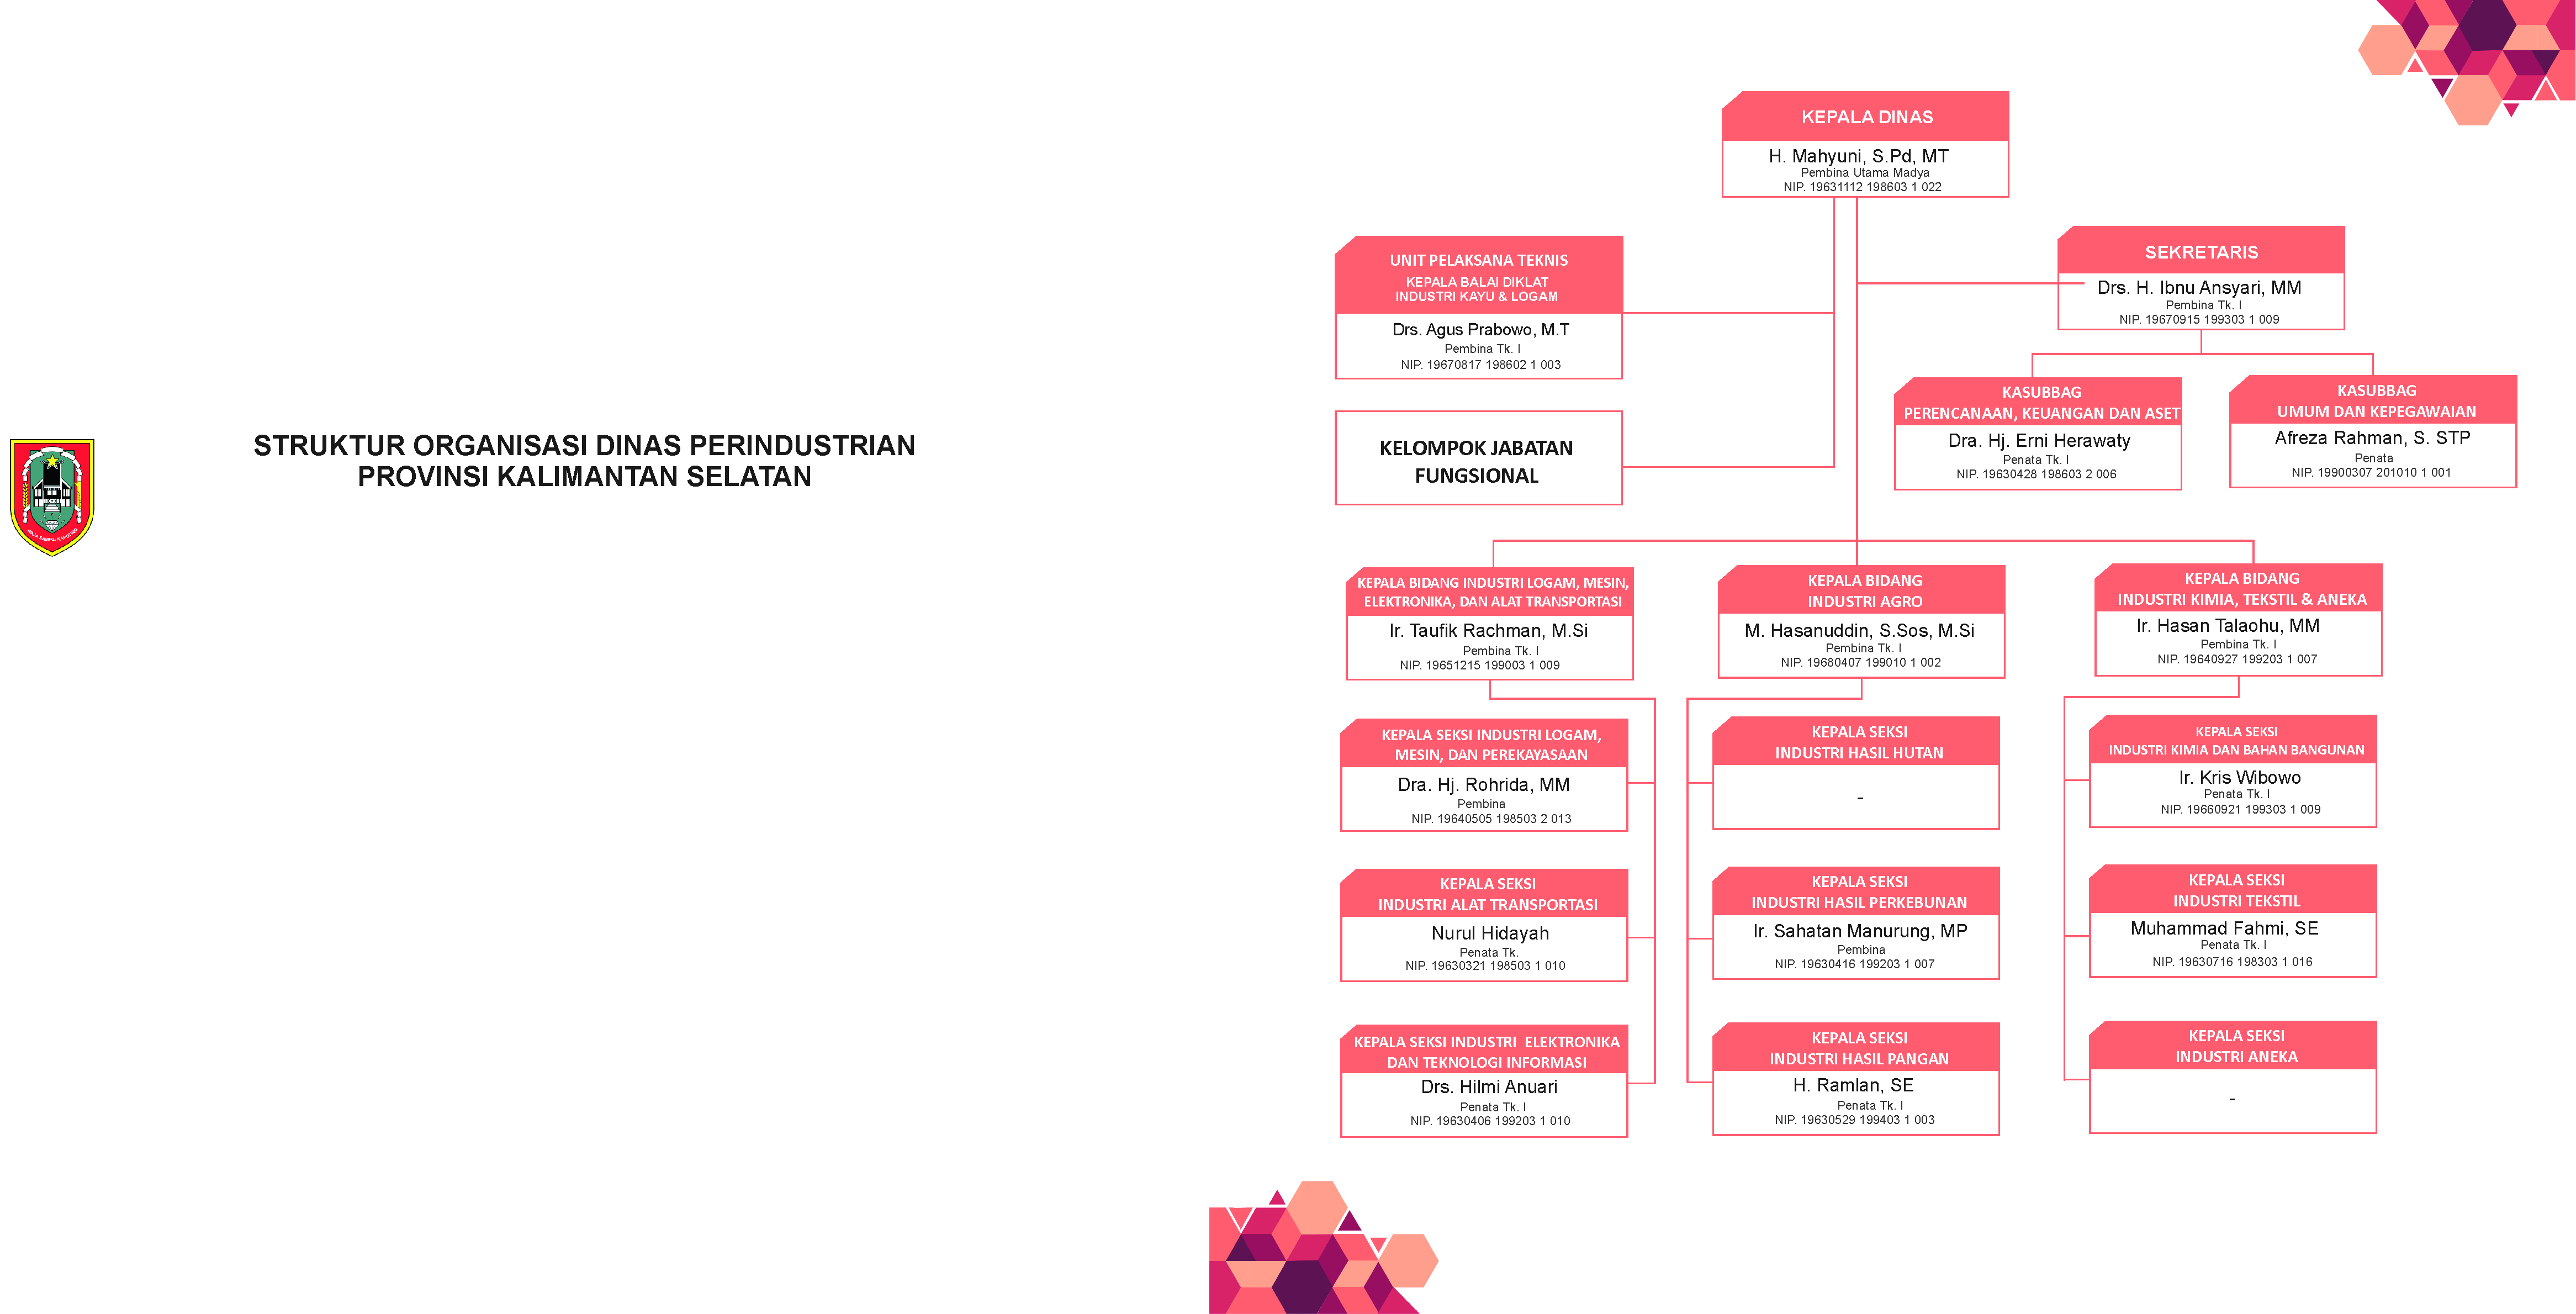 STRUKTUR ORGANISASI DINAS PERINDUSTRIAN
PROVINSI KALIMANTAN SELATAN
KEPALA DINAS
H. Mahyuni, S.Pd, MT
Pembina Utama Madya
NIP. 19631112 198603 1 022
UNIT PELAKSANA TEKNIS
KEPALA BALAI DIKLAT
INDUSTRI KAYU & LOGAM
Drs. Agus Prabowo, M.T
Pembina Tk. I
NIP. 19670817 198602 1 003
SEKRETARIS
Drs. H. Ibnu Ansyari, MM
Pembina Tk. I
NIP. 19670915 199303 1 009
KELOMPOK JABATAN
FUNGSIONAL
KASUBBAG
PERENCANAAN, KEUANGAN DAN ASET
Dra. Hj. Erni Herawaty
Penata Tk. I
NIP. 19630428 198603 2 006
KASUBBAG
UMUM DAN KEPEGAWAIAN
Afreza Rahman, S. STP
Penata
NIP. 19900307 201010 1 001
KEPALA BIDANG INDUSTRI LOGAM, MESIN,
ELEKTRONIKA, DAN ALAT TRANSPORTASI
Ir. Taufik Rachman, M.Si
Pembina Tk. I
NIP. 19651215 199003 1 009
KEPALA BIDANG
INDUSTRI AGRO
M. Hasanuddin, S.Sos, M.Si
Pembina Tk. I
NIP. 19680407 199010 1 002
KEPALA BIDANG
INDUSTRI KIMIA, TEKSTIL & ANEKA
Ir. Hasan Talaohu, MM
Pembina Tk. I
NIP. 19640927 199203 1 007
KEPALA SEKSI INDUSTRI LOGAM,
MESIN, DAN PEREKAYASAAN
Dra. Hj. Rohrida, MM
Pembina
NIP. 19640505 198503 2 013
KEPALA SEKSI
INDUSTRI HASIL HUTAN
-
KEPALA SEKSI
INDUSTRI KIMIA DAN BAHAN BANGUNAN
Ir. Kris Wibowo
Penata Tk. I
NIP. 19660921 199303 1 009
KEPALA SEKSI
INDUSTRI ALAT TRANSPORTASI
Nurul Hidayah
Penata Tk.
NIP. 19630321 198503 1 010
KEPALA SEKSI
INDUSTRI HASIL PERKEBUNAN
Ir. Sahatan Manurung, MP
Pembina
NIP. 19630416 199203 1 007
KEPALA SEKSI
INDUSTRI TEKSTIL
Muhammad Fahmi, SE
Penata Tk. I
NIP. 19630716 198303 1 016
KEPALA SEKSI INDUSTRI ELEKTRONIKA
DAN TEKNOLOGI INFORMASI
Drs. Hilmi Anuari
Penata Tk. I
NIP. 19630406 199203 1 010
KEPALA SEKSI
INDUSTRI HASIL PANGAN
H. Ramlan, SE
Penata Tk. I
NIP. 19630529 199403 1 003
KEPALA SEKSI
INDUSTRI ANEKA
-